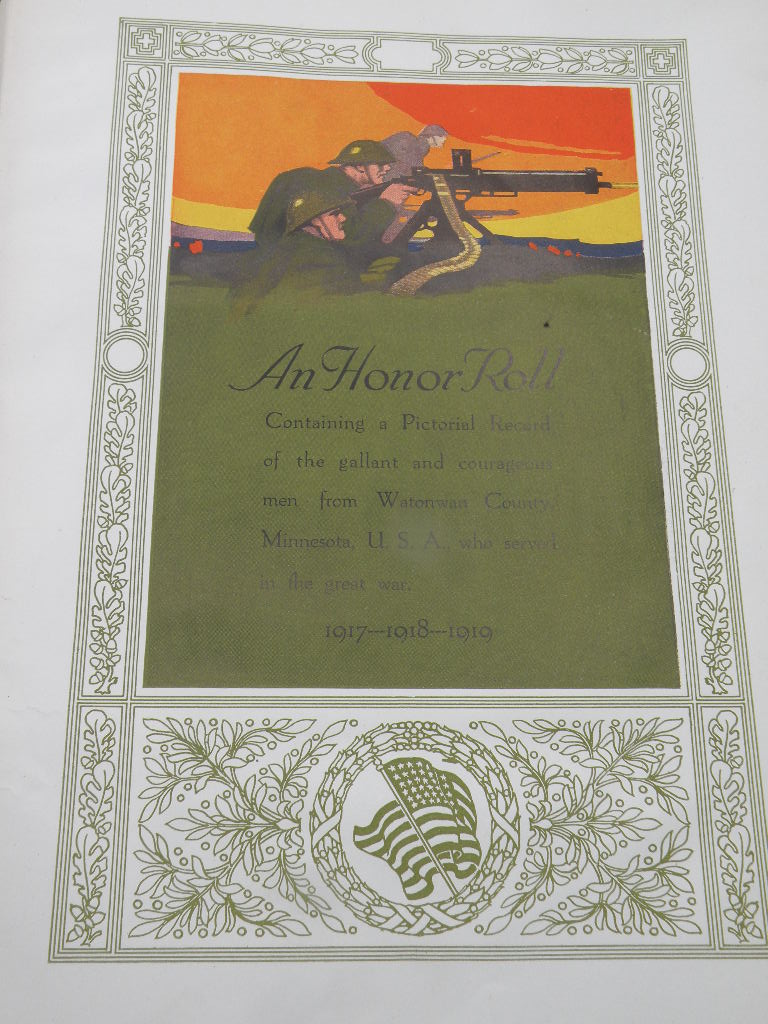 An Honor Roll
Containing a Pictorial Record
of the gallant and courageous
men from Watonwan County,
Minnesota, U. S. A., who served
in the great war.
1917---1918---1919